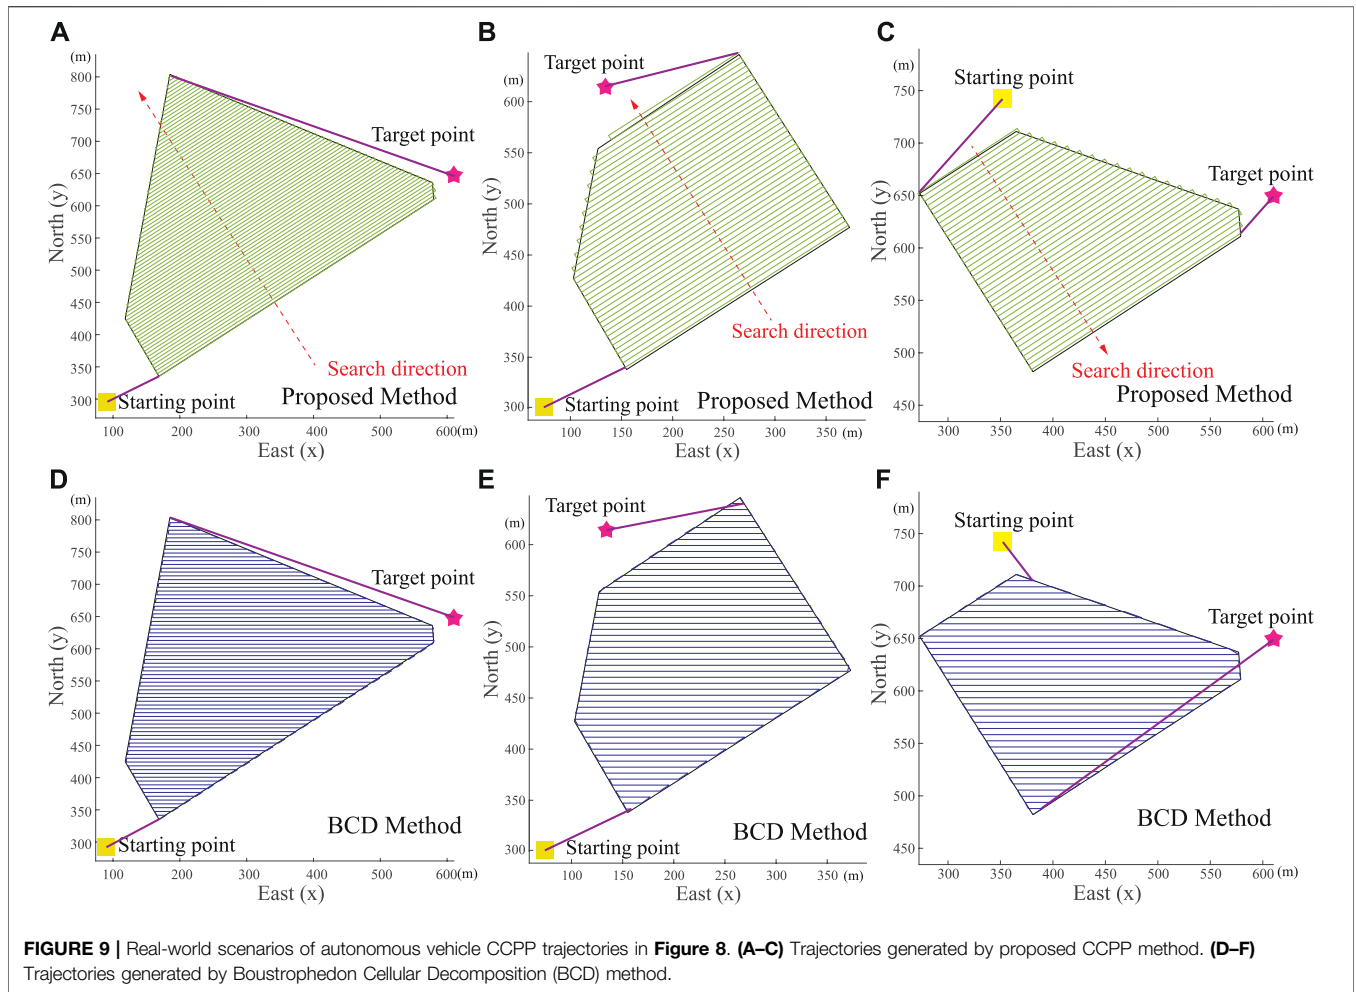 A
(m)
800
750
700
650
600
550
500
450
400
350
300
North (y)
Target point
Search direction
Proposed Method
Starting point
100
200
300
400
500
600(m)
East (x)
B
(m)
600
550
500
450
400
350
300
North (y)
Target point
Search direction
Proposed Method
Starting point
100
150
200
250
300
350 (m)
East (x)
C
(m)
750
700
650
600
550
500
450
North (y)
Starting point
Target point
Search direction
Proposed Method
300
350
400
450
500
550
600 (m)
East (x)
D
(m)
800
750
700
650
600
550
500
450
400
350
300
North (y)
Target point
BCD Method
Starting point
100
200
300
400
500
600(m)
East (x)
E
(m)
600
550
500
450
400
350
300
North (y)
Target point
BCD Method
Starting point
100
150
200
250
300
350 (m)
East (x)
F
(m)
750
700
650
600
550
500
450
North (y)
Starting point
Target point
BCD Method
300
350
400
450
500
550
600 (m)
East (x)
FIGURE 9 | Real-world scenarios of autonomous vehicle CCPP trajectories in Figure 8. (A–C) Trajectories generated by proposed CCPP method. (D–F)
Trajectories generated by Boustrophedon Cellular Decomposition (BCD) method.